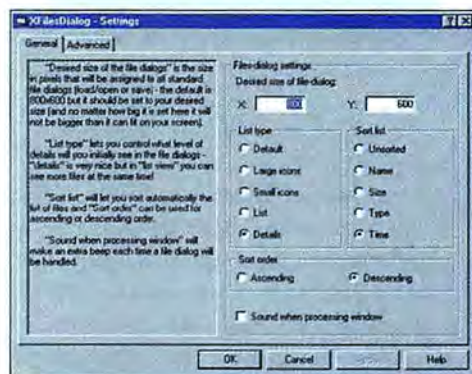 XFilesDialog - Settings
General
Advanced
"Desired size of the file dialogs" is the size
in pixels that will be assigned to all standard
file dialogs (load/open or save) - the default is
800x600 but it should be set to your desired
size (and no matter how big it is set here it will
not be bigger than it can fit on your screen).
"List type" lets you control what level of
details will you initially see in the file dialogs -
"details" is very nice but in "list view" you can
see more files at the same time!
"Sort list" will let you sort automatically the
list of files and "Sort order" can be used for
ascending or descending order.
"Sound when processing window" will
make an extra beep each time a file dialog will
be handled.
Files-dialog settings
Desired size of file-dialog:
X:
Y: 600
List type
Default
Large icons
Small icons
List
Details
Sort list
Unsorted
Name
Size
Type
Time
Sort order
Ascending
Descending
Sound when processing window
OK
Cancel
Help